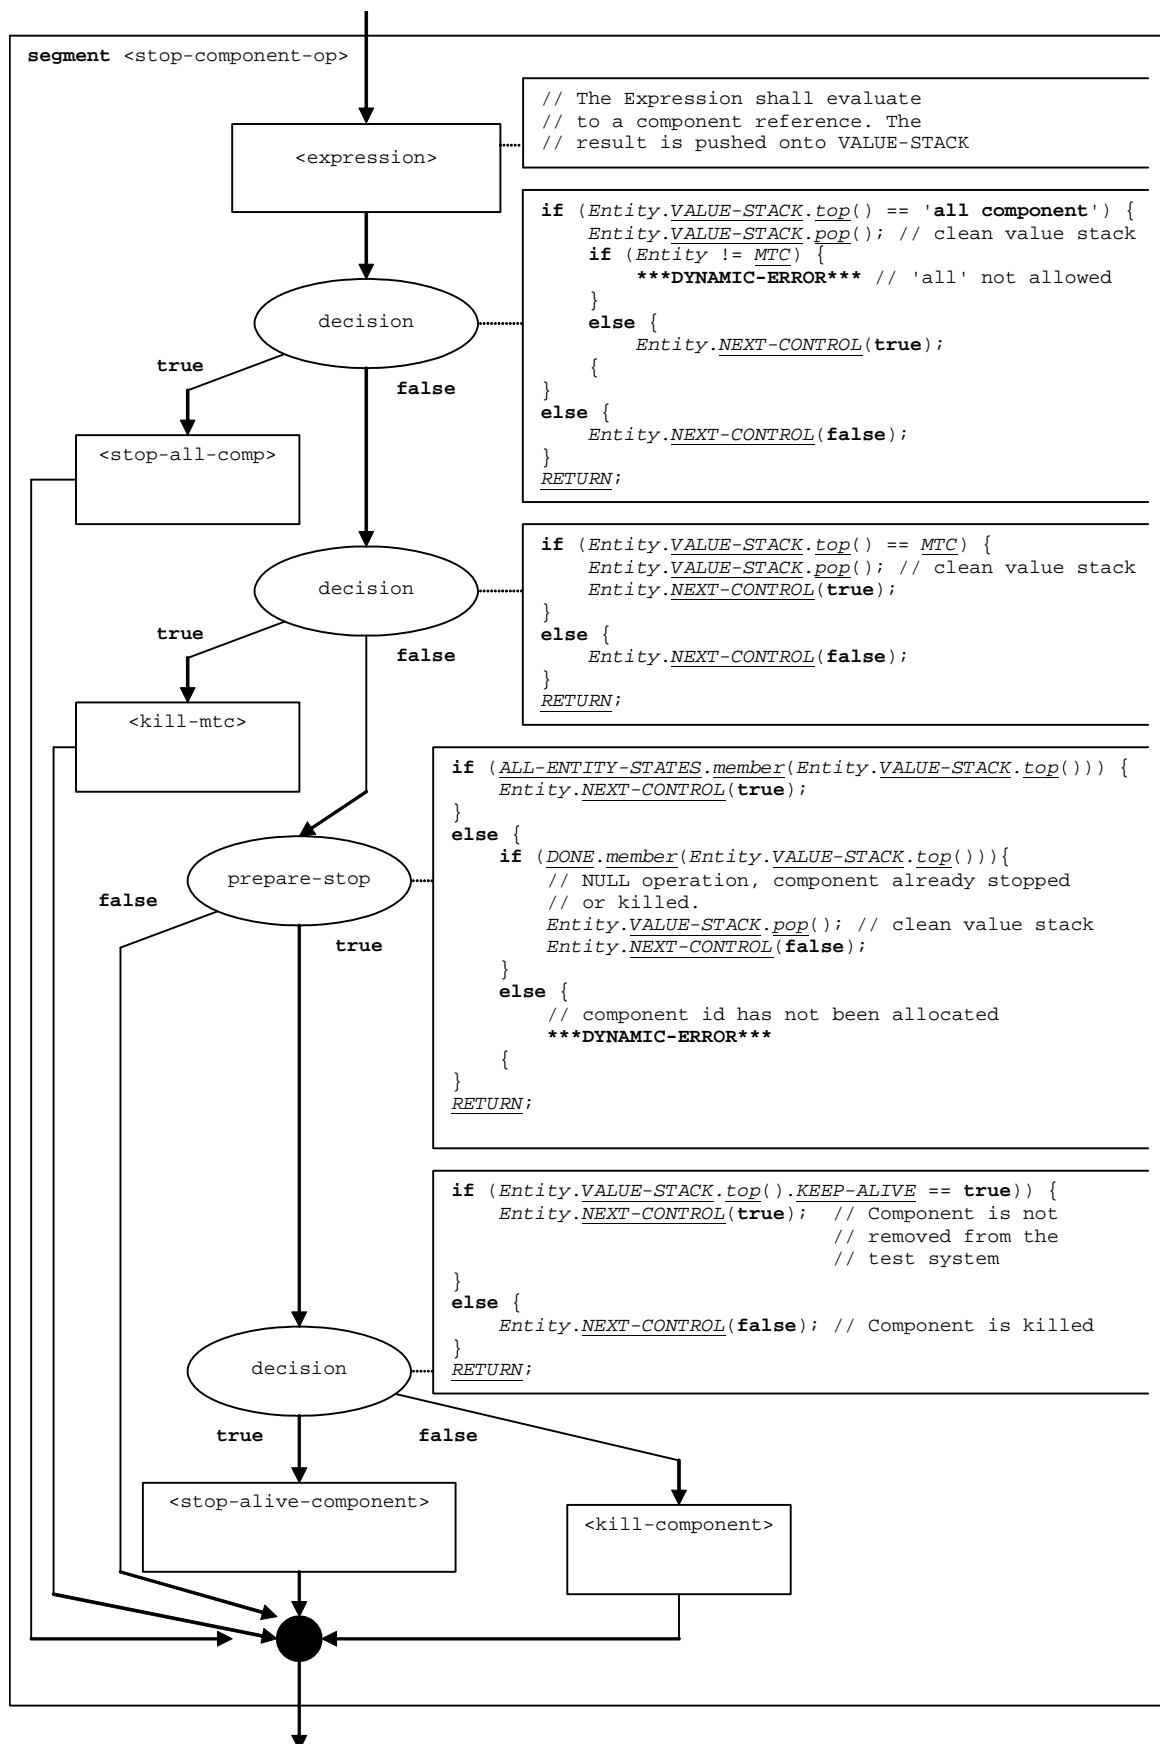 segment <stop-component-op>
// The Expression shall evaluate
// to a component reference. The
// result is pushed onto VALUE-STACK
<expression>
if (Entity.VALUE-STACK.top() == 'all component') {
Entity.VALUE-STACK.pop(); // clean value stack
if (Entity != MTC) {
***DYNAMIC-ERROR*** // 'all' not allowed
}
else {
Entity.NEXT-CONTROL(true);
{
}
else {
Entity.NEXT-CONTROL(false);
}
RETURN;
decision
true
false
<stop-all-comp>
if (Entity.VALUE-STACK.top() == MTC) {
Entity.VALUE-STACK.pop(); // clean value stack
Entity.NEXT-CONTROL(true);
}
else {
Entity.NEXT-CONTROL(false);
}
RETURN;
decision
true
false
<kill-mtc>
if (ALL-ENTITY-STATES.member(Entity.VALUE-STACK.top())) {
Entity.NEXT-CONTROL(true);
}
else {
if (DONE.member(Entity.VALUE-STACK.top())){
// NULL operation, component already stopped
// or killed.
Entity.VALUE-STACK.pop(); // clean value stack
Entity.NEXT-CONTROL(false);
}
else {
// component id has not been allocated
***DYNAMIC-ERROR***
{
}
RETURN;
prepare-stop
false
true
if (Entity.VALUE-STACK.top().KEEP-ALIVE == true)) {
Entity.NEXT-CONTROL(true); // Component is not
// removed from the
// test system
}
else {
Entity.NEXT-CONTROL(false); // Component is killed
}
RETURN;
decision
true
false
<stop-alive-component>
<kill-component>